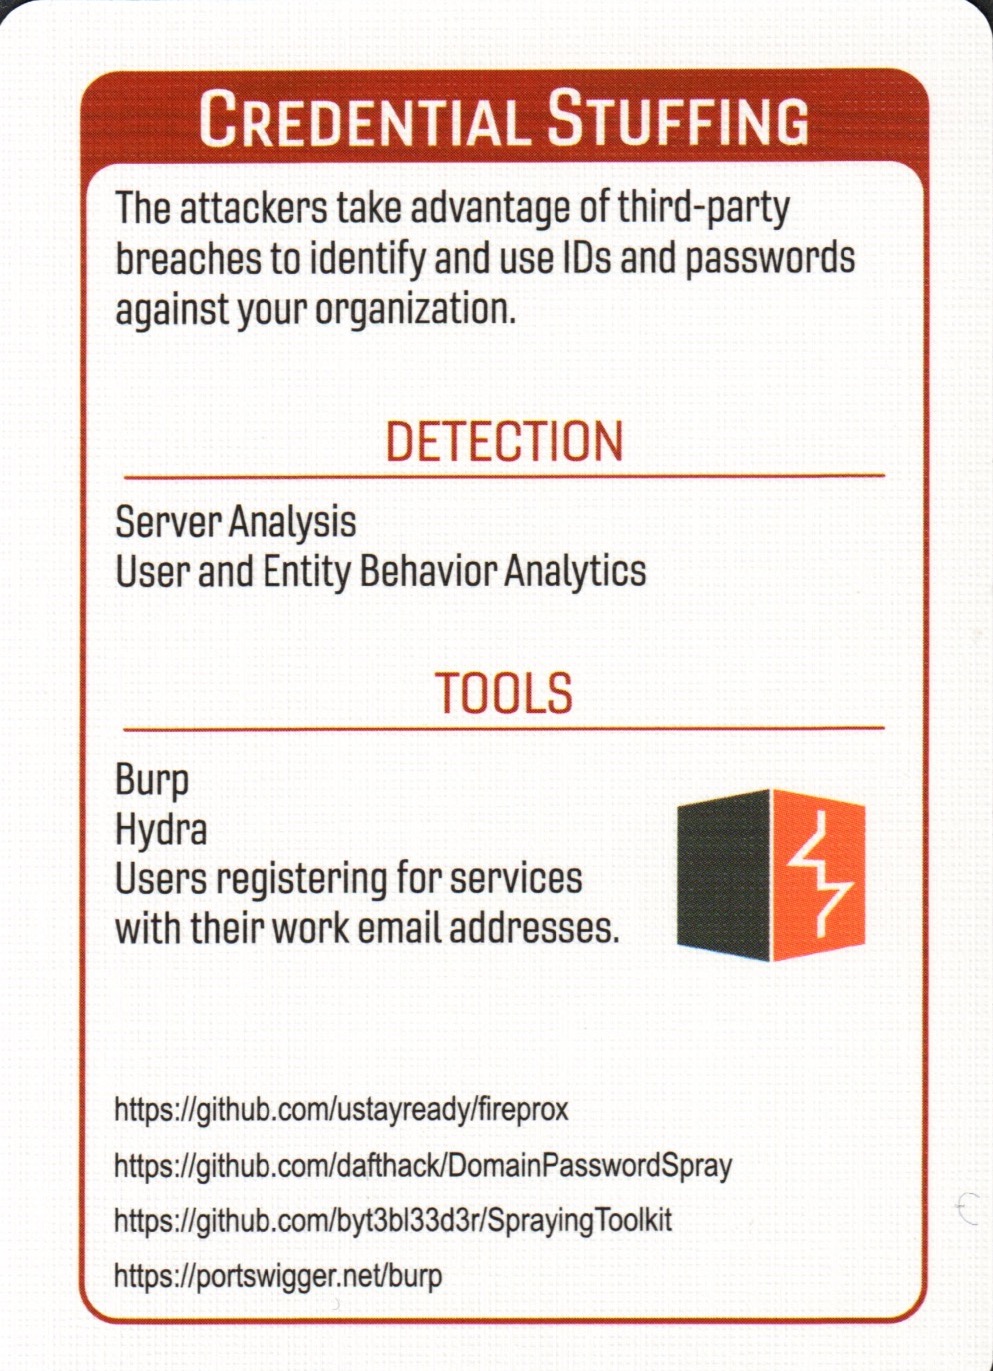 CREDENTIAL STUFFING
The attackers take advantage of third-party
breaches to identify and use IDs and passwords
against your organization.
DETECTION
Server Analysis
User and Entity Behavior Analytics
TOOLS
Burp
Hydra
Users registering for services
with their work email addresses.
https://github.com/ustayready/fireprox
https://github.com/dafthack/DomainPasswordSpray
https://github.com/byt3bl33d3r/SprayingToolkit
https://portswigger.net/burp